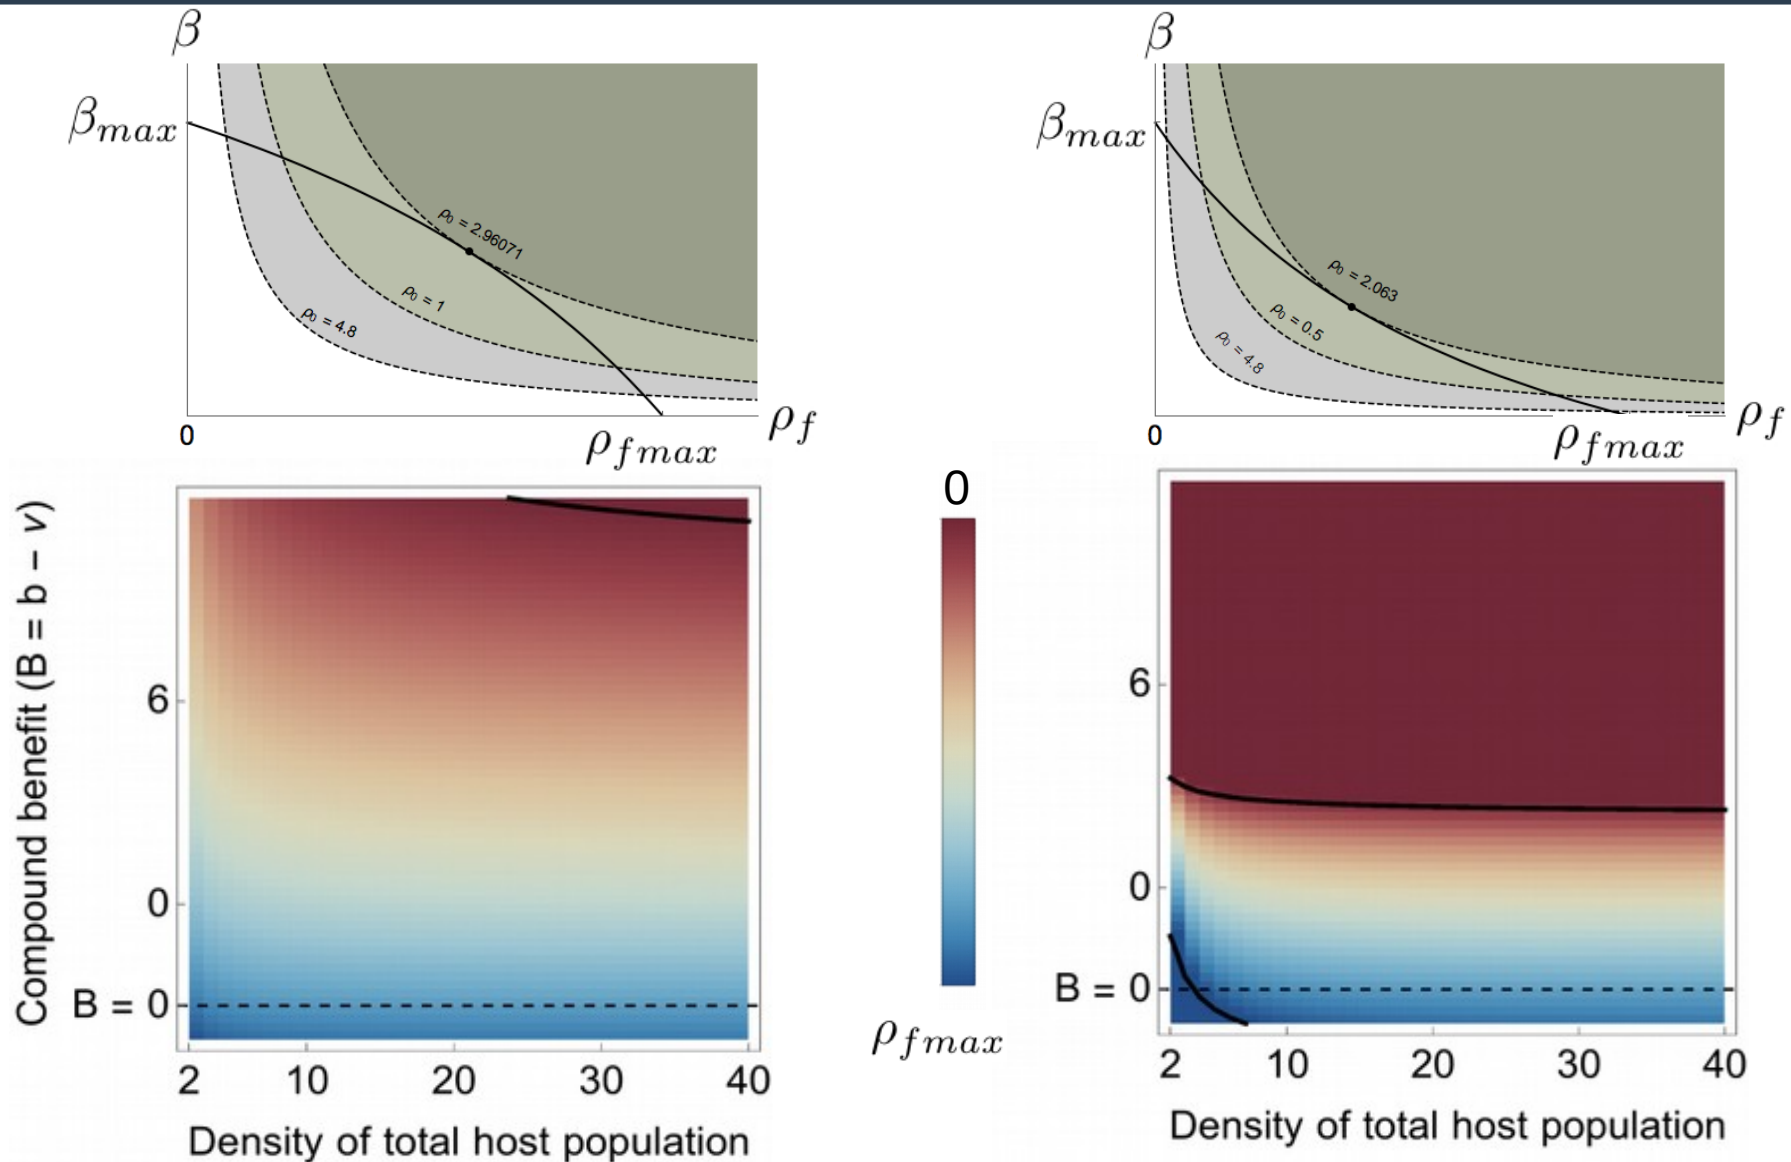 β
β
βmax
βmax
ρ₀ = 2.96071
ρ₀ = 1
ρ₀ = 4.8
ρ₀ = 2.063
ρ₀ = 0.5
ρ₀ = 4.8
0
ρf
ρfmax
0
ρf
ρfmax
Compound benefit (B = b − v)
6
0
B = 0
2 10 20 30 40
Density of total host population
0
ρfmax
6
0
B = 0
2 10 20 30 40
Density of total host population